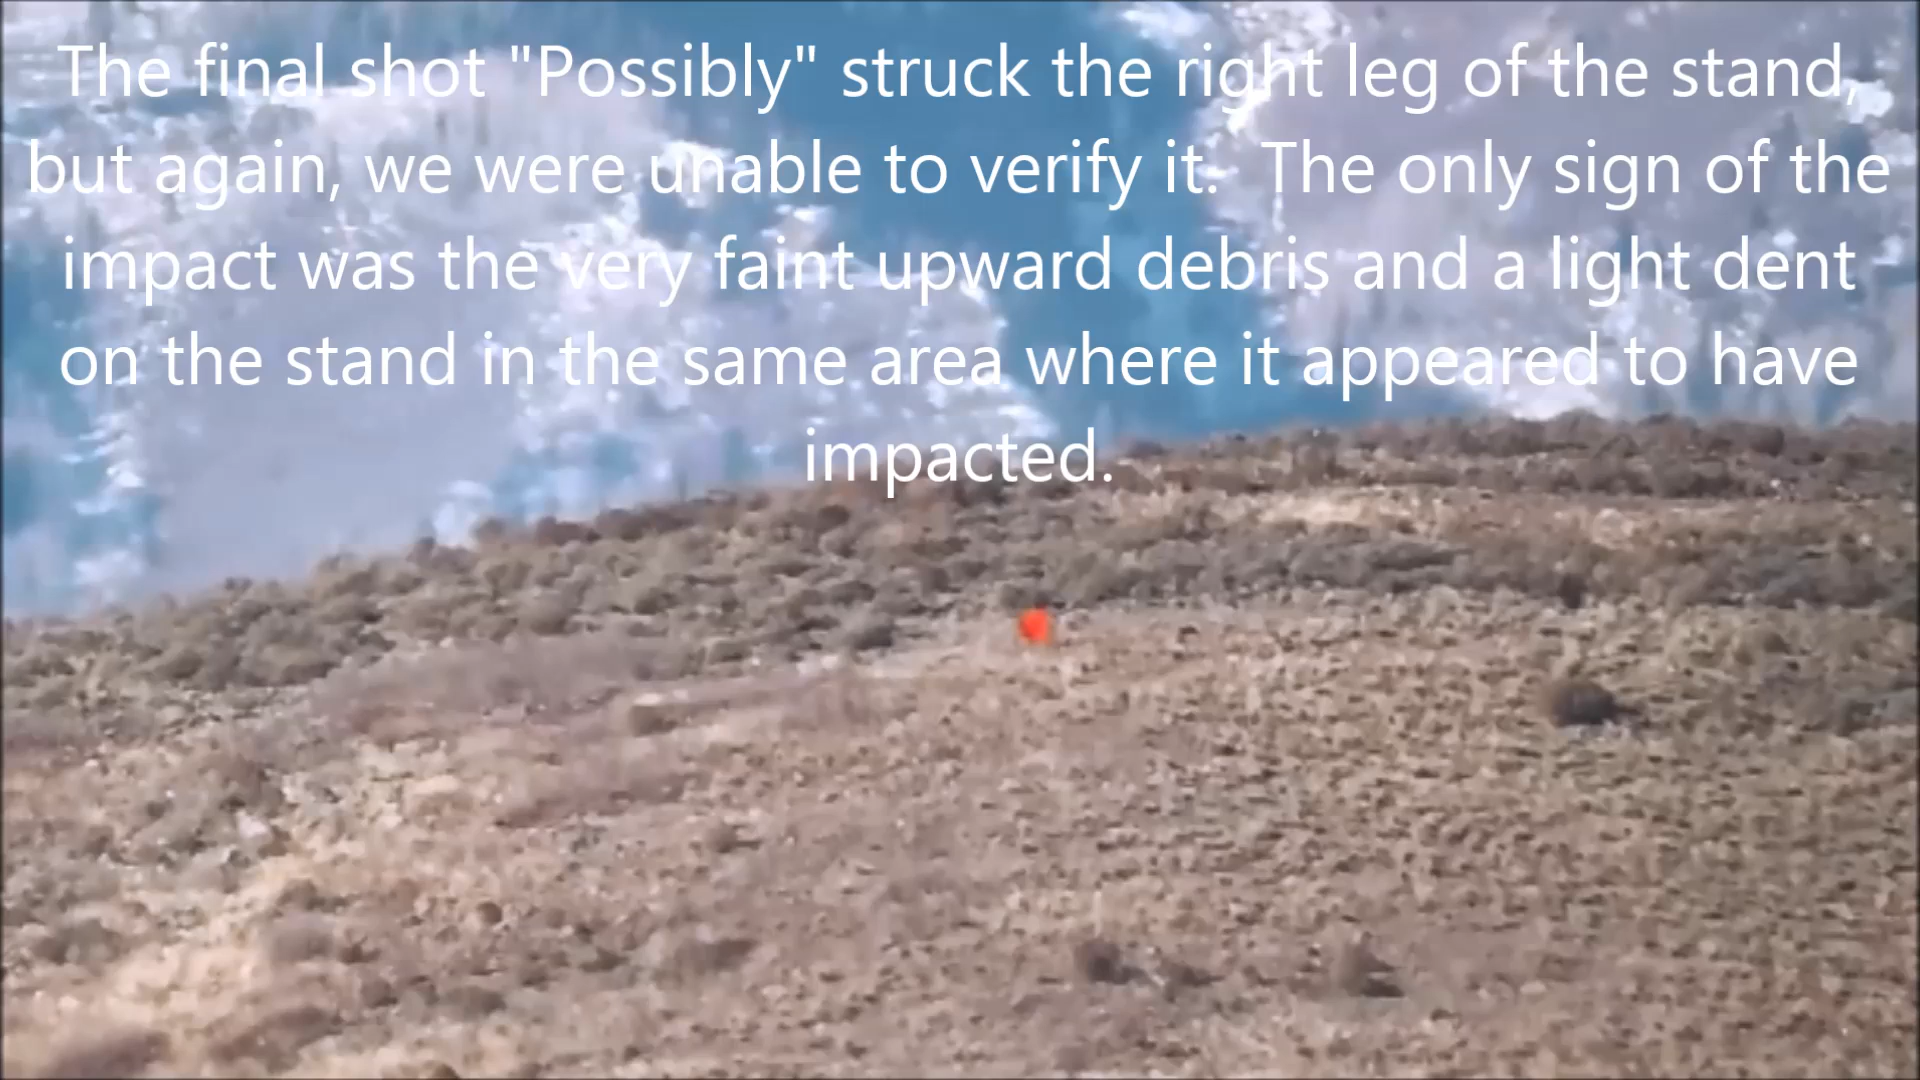 The final shot "Possibly" struck the right leg of the stand,
but again, we were unable to verify it.  The only sign of the
impact was the very faint upward debris and a light dent
on the stand in the same area where it appeared to have
impacted.